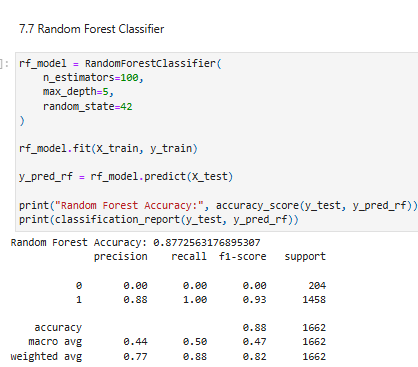 7.7 Random Forest Classifier
]: rf_model = RandomForestClassifier(
n_estimators=100,
max_depth=5,
random_state=42
)
rf_model.fit(X_train, y_train)
y_pred_rf = rf_model.predict(X_test)
print("Random Forest Accuracy:", accuracy_score(y_test, y_pred_rf))
print(classification_report(y_test, y_pred_rf))
Random Forest Accuracy: 0.8772563176895307
precision recall f1-score support
0 0.00 0.00 0.00 204
1 0.88 1.00 0.93 1458
accuracy 0.88 1662
macro avg 0.44 0.50 0.47 1662
weighted avg 0.77 0.88 0.82 1662